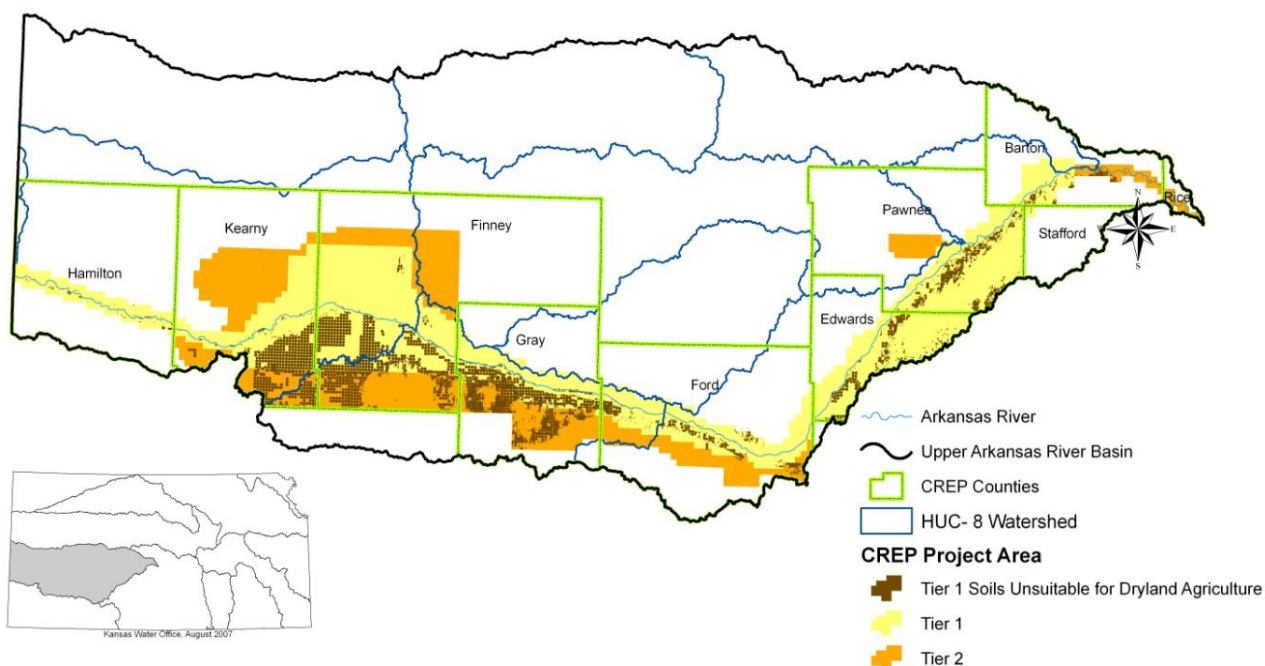 Barton
Kearny
Finney
Pawnee
Rice
N
E
S
Stafford
Hamilton
Edwards
Gray
Ford
Arkansas River
Upper Arkansas River Basin
CREP Counties
HUC- 8 Watershed
CREP Project Area
Tier 1 Soils Unsuitable for Dryland Agriculture
Tier 1
Tier 2
Kansas Water Office, August 2007